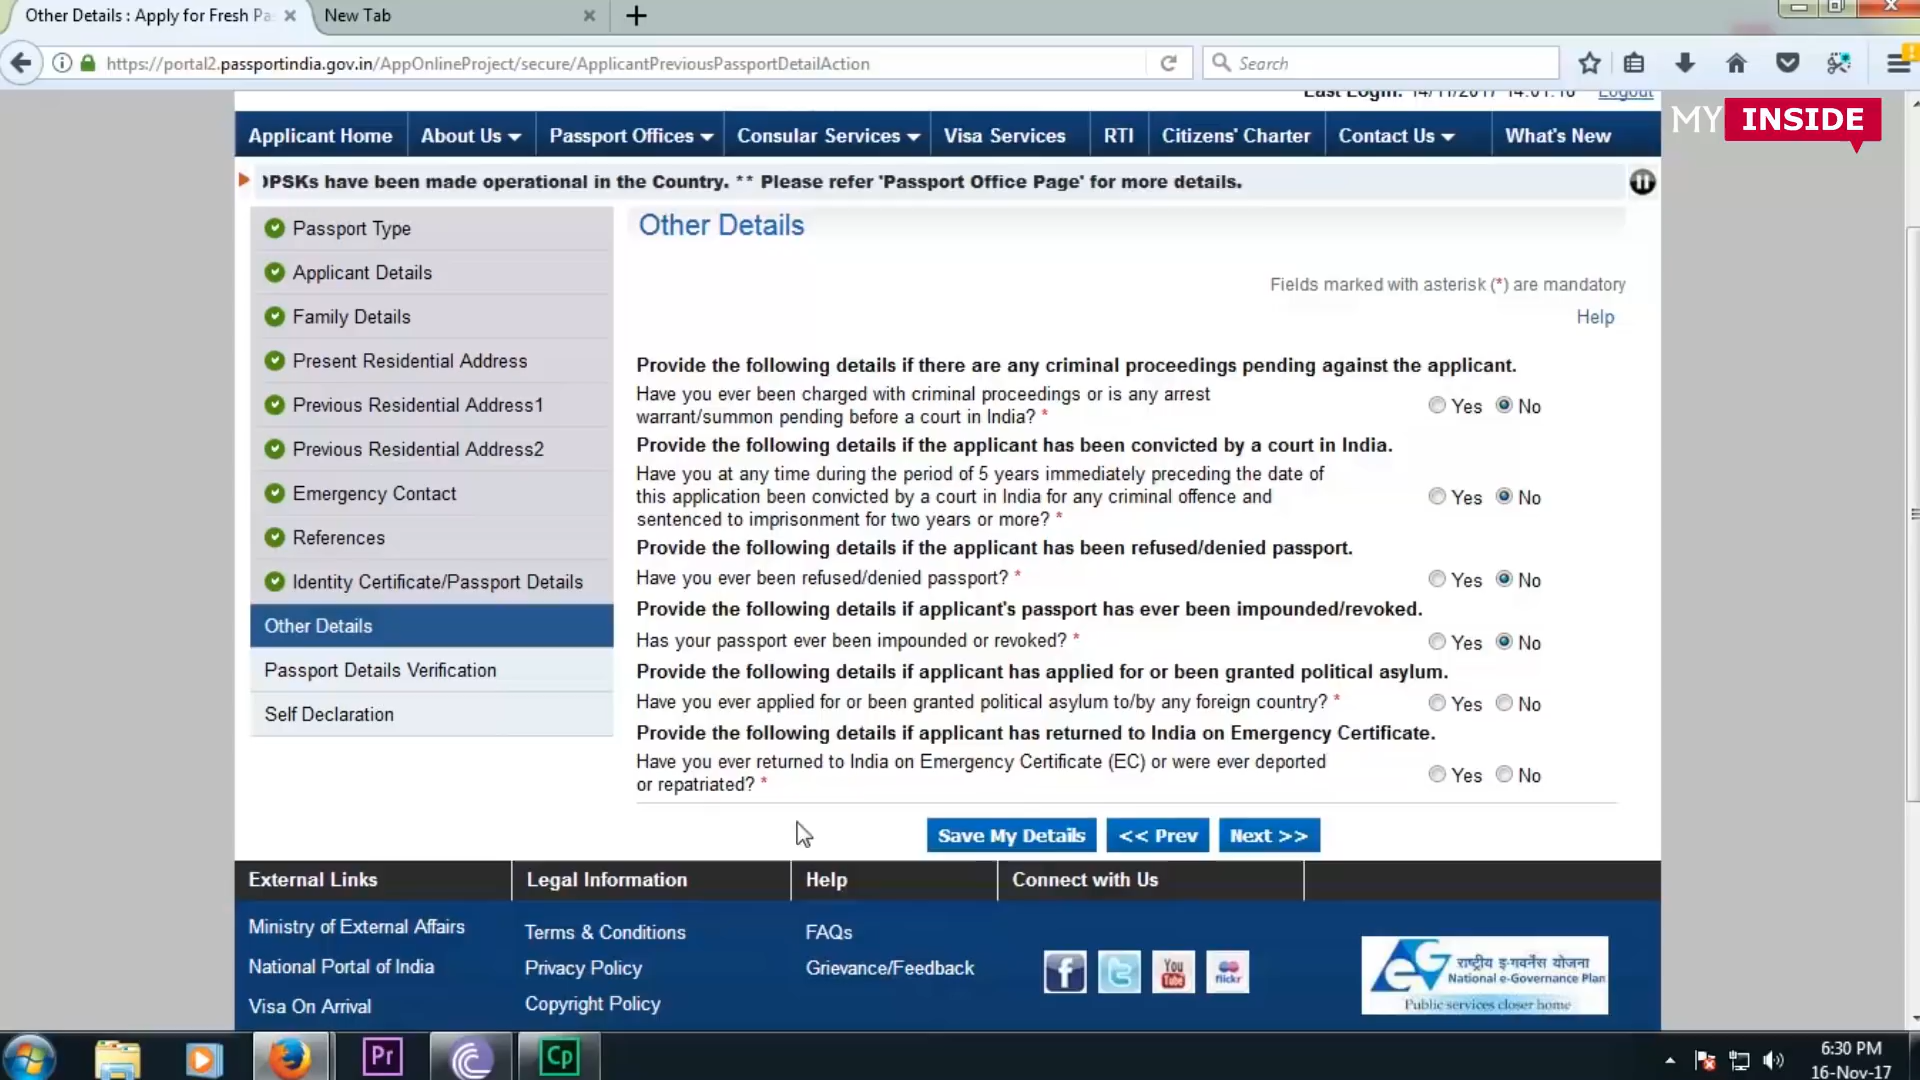 Other Details : Apply for Fresh Pa
New Tab
https://portal2.passportindia.gov.in/AppOnlineProject/secure/ApplicantPreviousPassportDetailAction
Search
Last Login: 14/11/2017 14:01:16 Logout
MY INSIDE
Applicant Home About Us Passport Offices Consular Services Visa Services RTI Citizens' Charter Contact Us What's New
OPSKs have been made operational in the Country. ** Please refer 'Passport Office Page' for more details.
Passport Type
Applicant Details
Family Details
Present Residential Address
Previous Residential Address1
Previous Residential Address2
Emergency Contact
References
Identity Certificate/Passport Details
Other Details
Passport Details Verification
Self Declaration
Other Details
Fields marked with asterisk (*) are mandatory
Help
Provide the following details if there are any criminal proceedings pending against the applicant.
Have you ever been charged with criminal proceedings or is any arrest
warrant/summon pending before a court in India? *
Yes No
Provide the following details if the applicant has been convicted by a court in India.
Have you at any time during the period of 5 years immediately preceding the date of
this application been convicted by a court in India for any criminal offence and
sentenced to imprisonment for two years or more? *
Yes No
Provide the following details if the applicant has been refused/denied passport.
Have you ever been refused/denied passport? *
Yes No
Provide the following details if applicant's passport has ever been impounded/revoked.
Has your passport ever been impounded or revoked? *
Yes No
Provide the following details if applicant has applied for or been granted political asylum.
Have you ever applied for or been granted political asylum to/by any foreign country? *
Yes No
Provide the following details if applicant has returned to India on Emergency Certificate.
Have you ever returned to India on Emergency Certificate (EC) or were ever deported
or repatriated? *
Yes No
Save My Details << Prev Next >>
External Links
Legal Information
Help
Connect with Us
Ministry of External Affairs
National Portal of India
Visa On Arrival
Terms & Conditions
Privacy Policy
Copyright Policy
FAQs
Grievance/Feedback
f
t
You Tube
flickr
eG
राष्ट्रीय इ-गवर्नेंस योजना
National e-Governance Plan
Public services closer home
Pr
Cp
6:30 PM
16-Nov-17